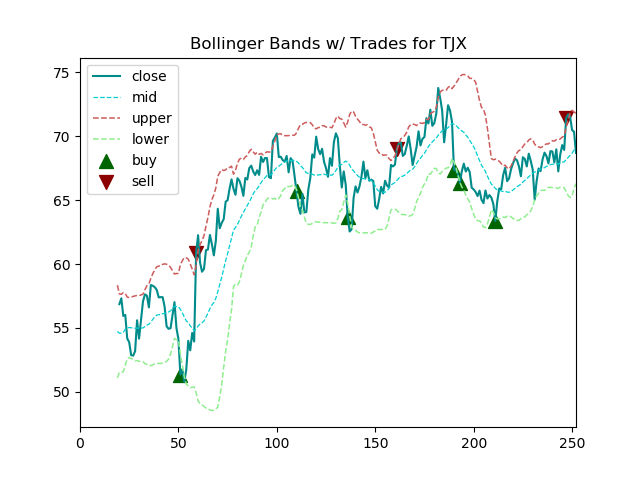 Bollinger Bands w/ Trades for TJX
close
mid
upper
lower
buy
sell
75
70
65
60
55
50
0 50 100 150 200 250